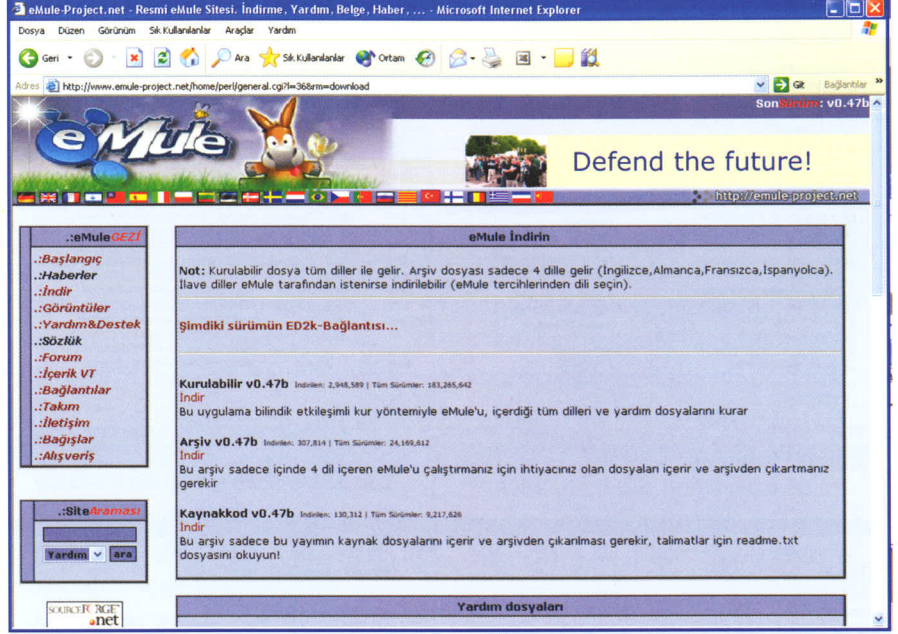 eMule-Project.net - Resmi eMule Sitesi. İndirme, Yardım, Belge, Haber, ... - Microsoft Internet Explorer
Dosya Düzen Görünüm Sık Kullanılanlar Araçlar Yardım
Geri Ara Sık Kullanılanlar Ortam
Adres http://www.emule-project.net/home/perl/general.cgi?l=36&rm=download Git Bağlantılar »
SonSürüm: v0.47b
eMule
Defend the future!
http://emule-project.net
.:eMuleGEZİ
.:Başlangıç
.:Haberler
.:İndir
.:Görüntüler
.:Yardım&Destek
.:Sözlük
.:Forum
.:İçerik VT
.:Bağlantılar
.:Takım
.:İletişim
.:Bağışlar
.:Alışveriş
.:SiteAraması
Yardım ara
SOURCEFORGE
.net
eMule İndirin
Not: Kurulabilir dosya tüm diller ile gelir. Arşiv dosyası sadece 4 dille gelir (İngilizce,Almanca,Fransızca,İspanyolca).
İlave diller eMule tarafından istenirse indirilebilir (eMule tercihlerinden dili seçin).
Şimdiki sürümün ED2k-Bağlantısı...
Kurulabilir v0.47b İndirilen: 2,948,589 | Tüm Sürümler: 183,265,642
İndir
Bu uygulama bilindik etkileşimli kur yöntemiyle eMule'u, içerdiği tüm dilleri ve yardım dosyalarını kurar
Arşiv v0.47b İndirilen: 307,814 | Tüm Sürümler: 24,169,612
İndir
Bu arşiv sadece içinde 4 dil içeren eMule'u çalıştırmanız için ihtiyacınız olan dosyaları içerir ve arşivden çıkartmanız
gerekir
Kaynakkod v0.47b İndirilen: 130,312 | Tüm Sürümler: 9,217,626
İndir
Bu arşiv sadece bu yayımın kaynak dosyalarını içerir ve arşivden çıkarılması gerekir, talimatlar için readme.txt
dosyasını okuyun!
Yardım dosyaları